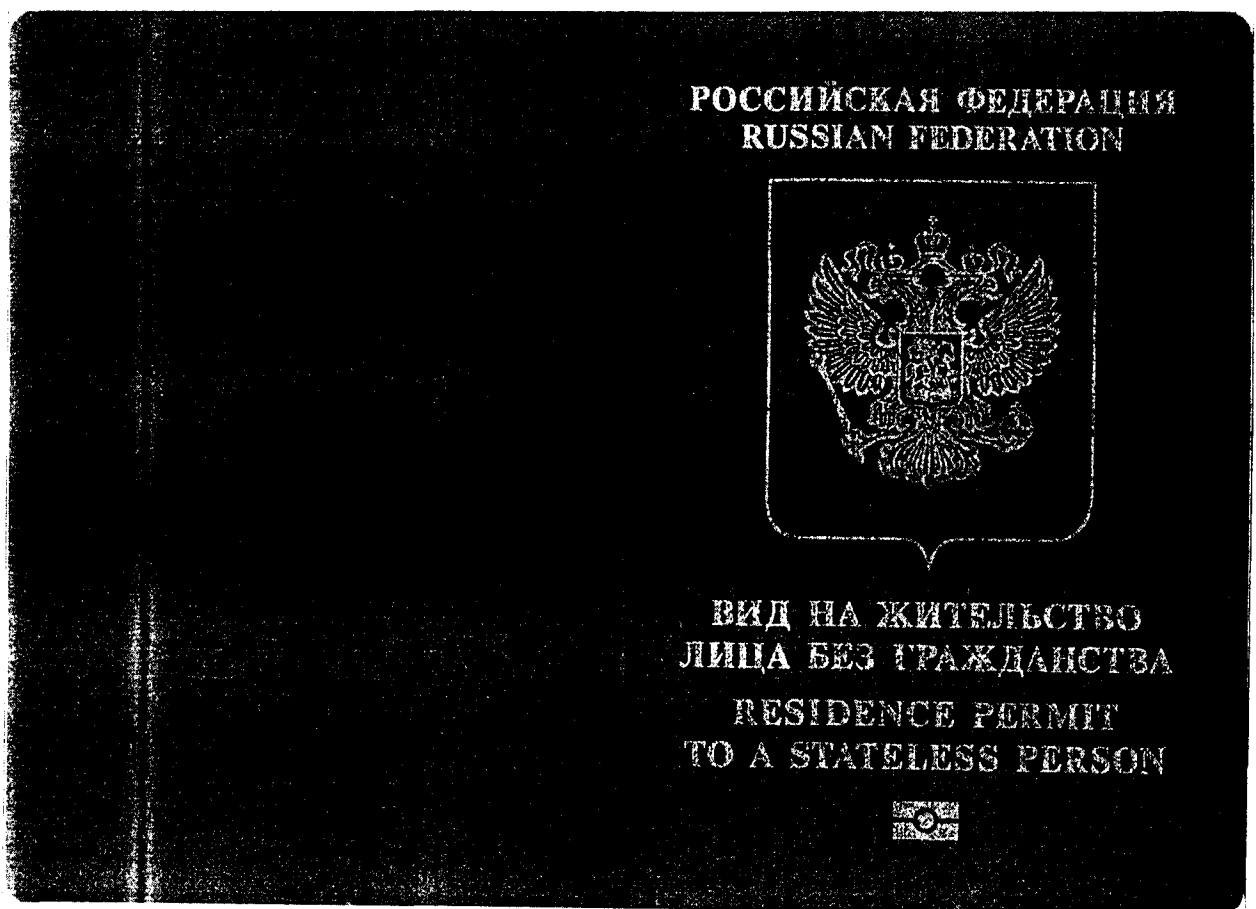 РОССИЙСКАЯ ФЕДЕРАЦИЯ
RUSSIAN FEDERATION
ВИД НА ЖИТЕЛЬСТВО
ЛИЦА БЕЗ ГРАЖДАНСТВА
RESIDENCE PERMIT
TO A STATELESS PERSON